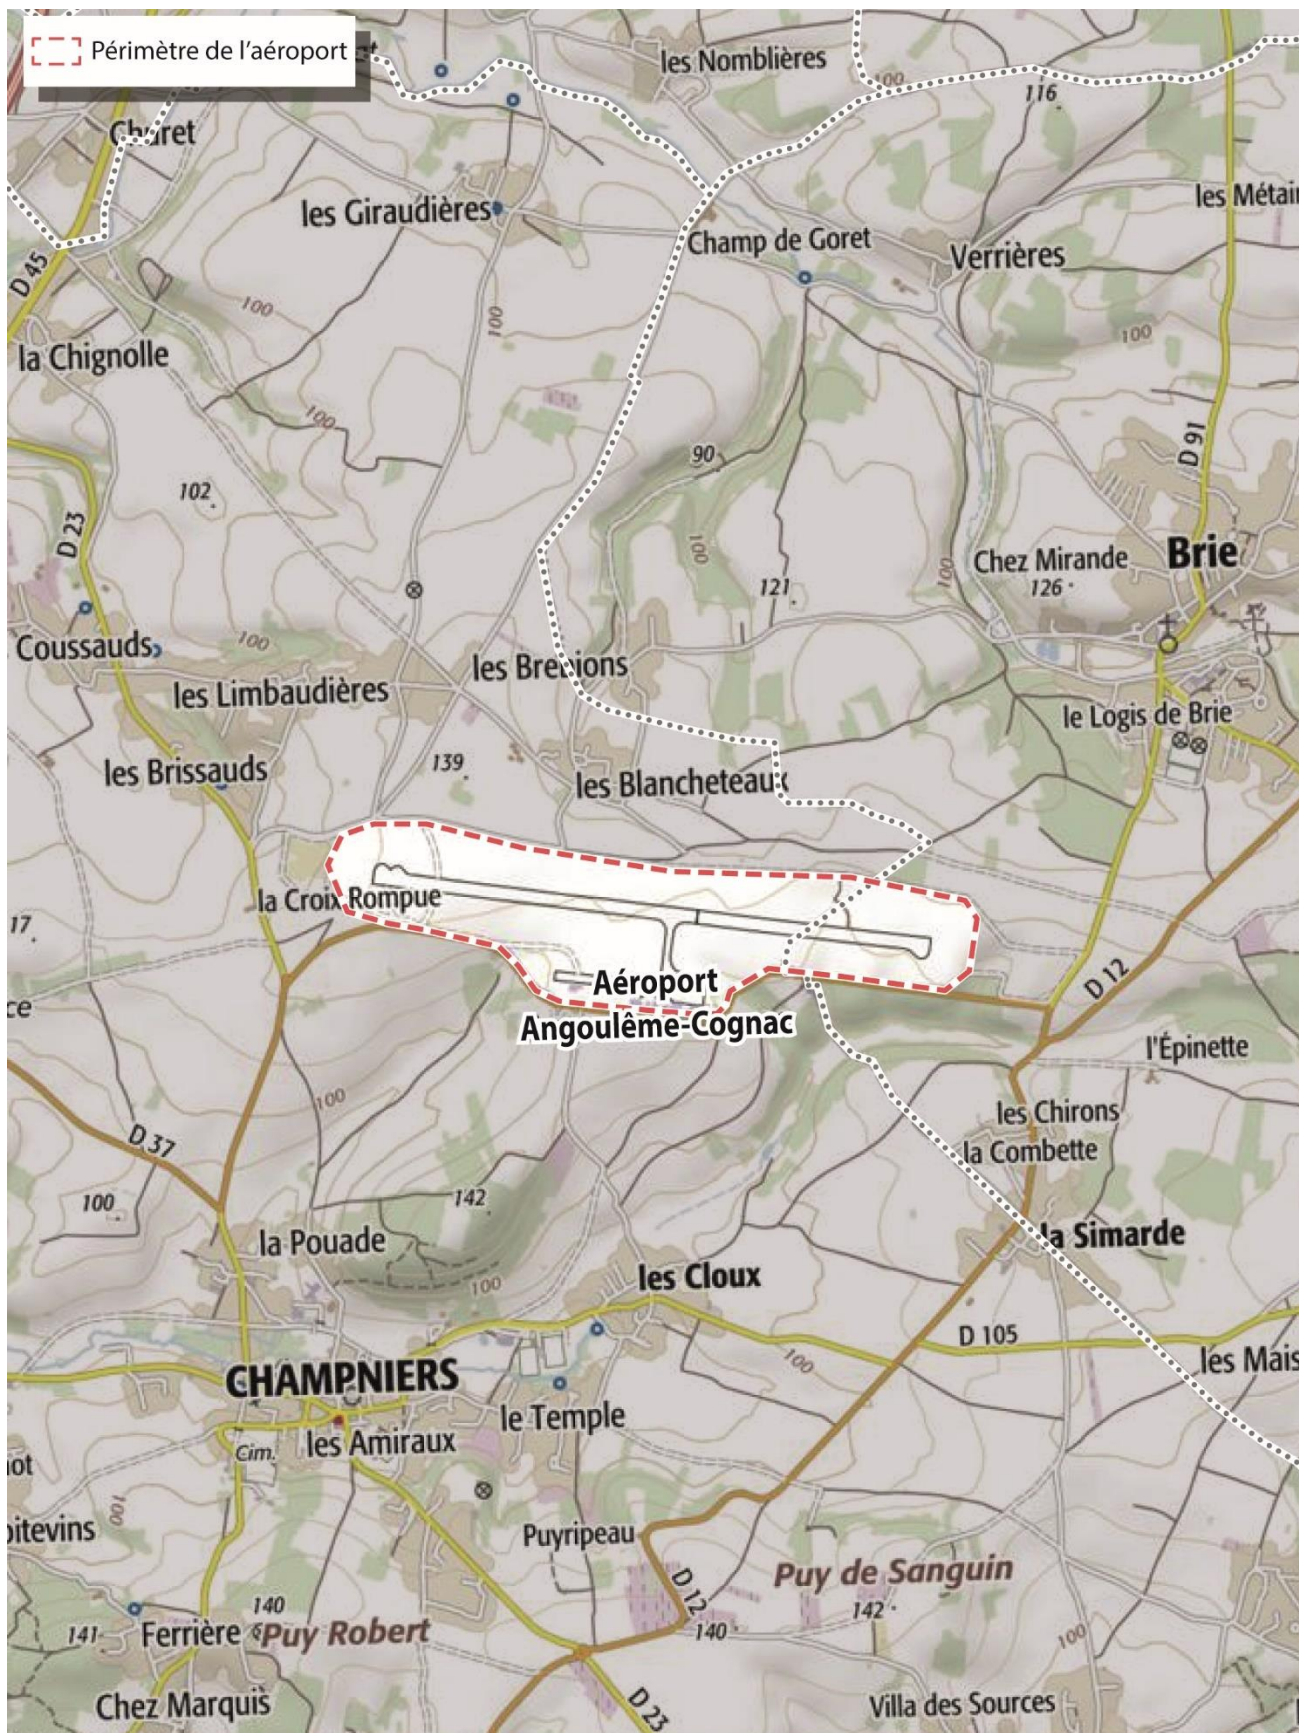 Périmètre de l'aéroport
les Nomblières
100
116
Churet
les Giraudières
les Métair
Champ de Goret
Verrières
D 45
100
100
100
la Chignolle
100
D 91
90
102
D 23
100
Brie
Chez Mirande
100
121
126
Coussauds
100
les Brebions
les Limbaudières
le Logis de Brie
139
les Brissauds
les Blancheteaux
la Croix Rompue
17
Aéroport
Angoulême-Cognac
D 12
ce
l'Épinette
100
les Chirons
D 37
la Combette
142
100
la Pouade
la Simarde
les Cloux
100
D 105
100
les Mais
CHAMPNIERS
le Temple
les Amiraux
Cim.
ot
100
oitevins
Puyripeau
Puy de Sanguin
D 12
140
142
141
Ferrière
Puy Robert
140
100
Chez Marquis
D 23
Villa des Sources